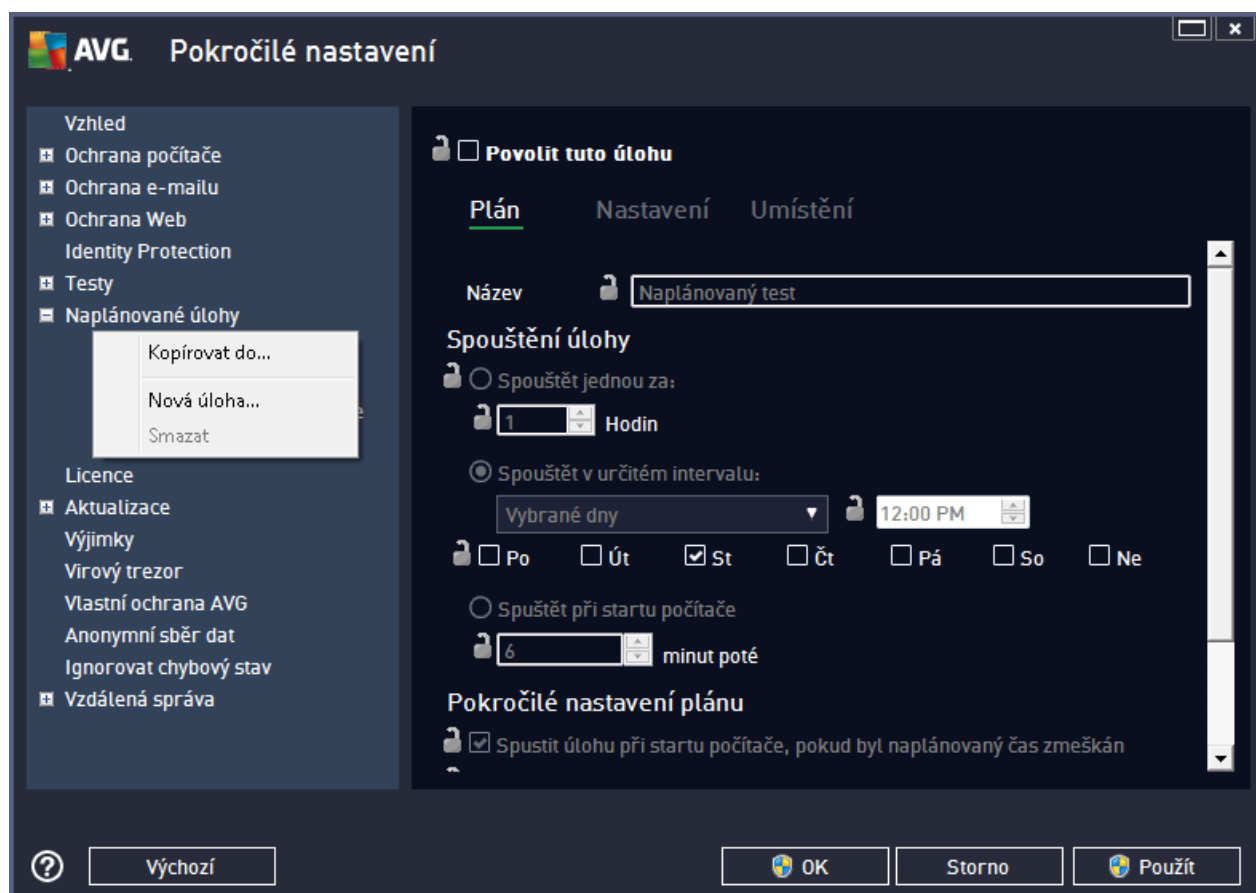 AVG. Pokročilé nastavení
Vzhled
Ochrana počítače
Ochrana e-mailu
Ochrana Web
Identity Protection
Testy
Naplánované úlohy
Kopírovat do...
Nová úloha...
Smazat
Licence
Aktualizace
Výjimky
Virový trezor
Vlastní ochrana AVG
Anonymní sběr dat
Ignorovat chybový stav
Vzdálená správa
Povolit tuto úlohu
Plán Nastavení Umístění
Název Naplánovaný test
Spouštění úlohy
Spouštět jednou za:
1 Hodin
Spouštět v určitém intervalu:
Vybrané dny 12:00 PM
Po Út St Čt Pá So Ne
Spuštět při startu počítače
6 minut poté
Pokročilé nastavení plánu
Spustit úlohu při startu počítače, pokud byl naplánovaný čas zmeškán
Výchozí OK Storno Použít